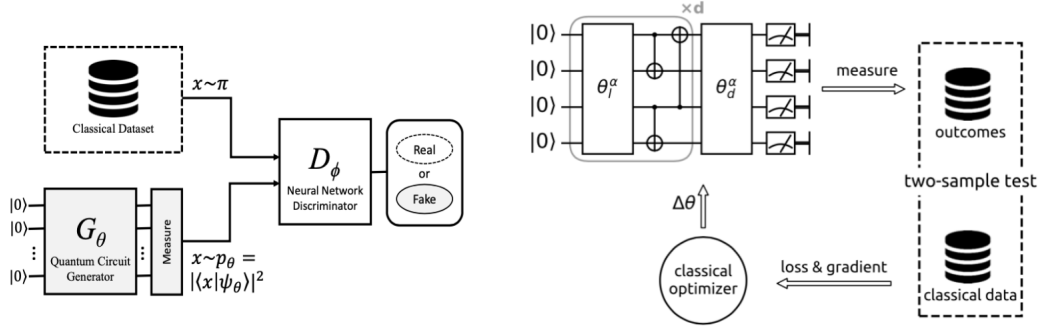 x~π
Classical Dataset
D_ϕ
Neural Network
Discriminator
Real
or
Fake
|0⟩
|0⟩
⋮
|0⟩
G_θ
Quantum Circuit
Generator
⋮
Measure
x~p_θ =
|⟨x|ψ_θ⟩|²
×d
|0⟩
|0⟩
|0⟩
|0⟩
θ_l^α
θ_d^α
measure
outcomes
two-sample test
classical data
loss & gradient
classical
optimizer
Δθ